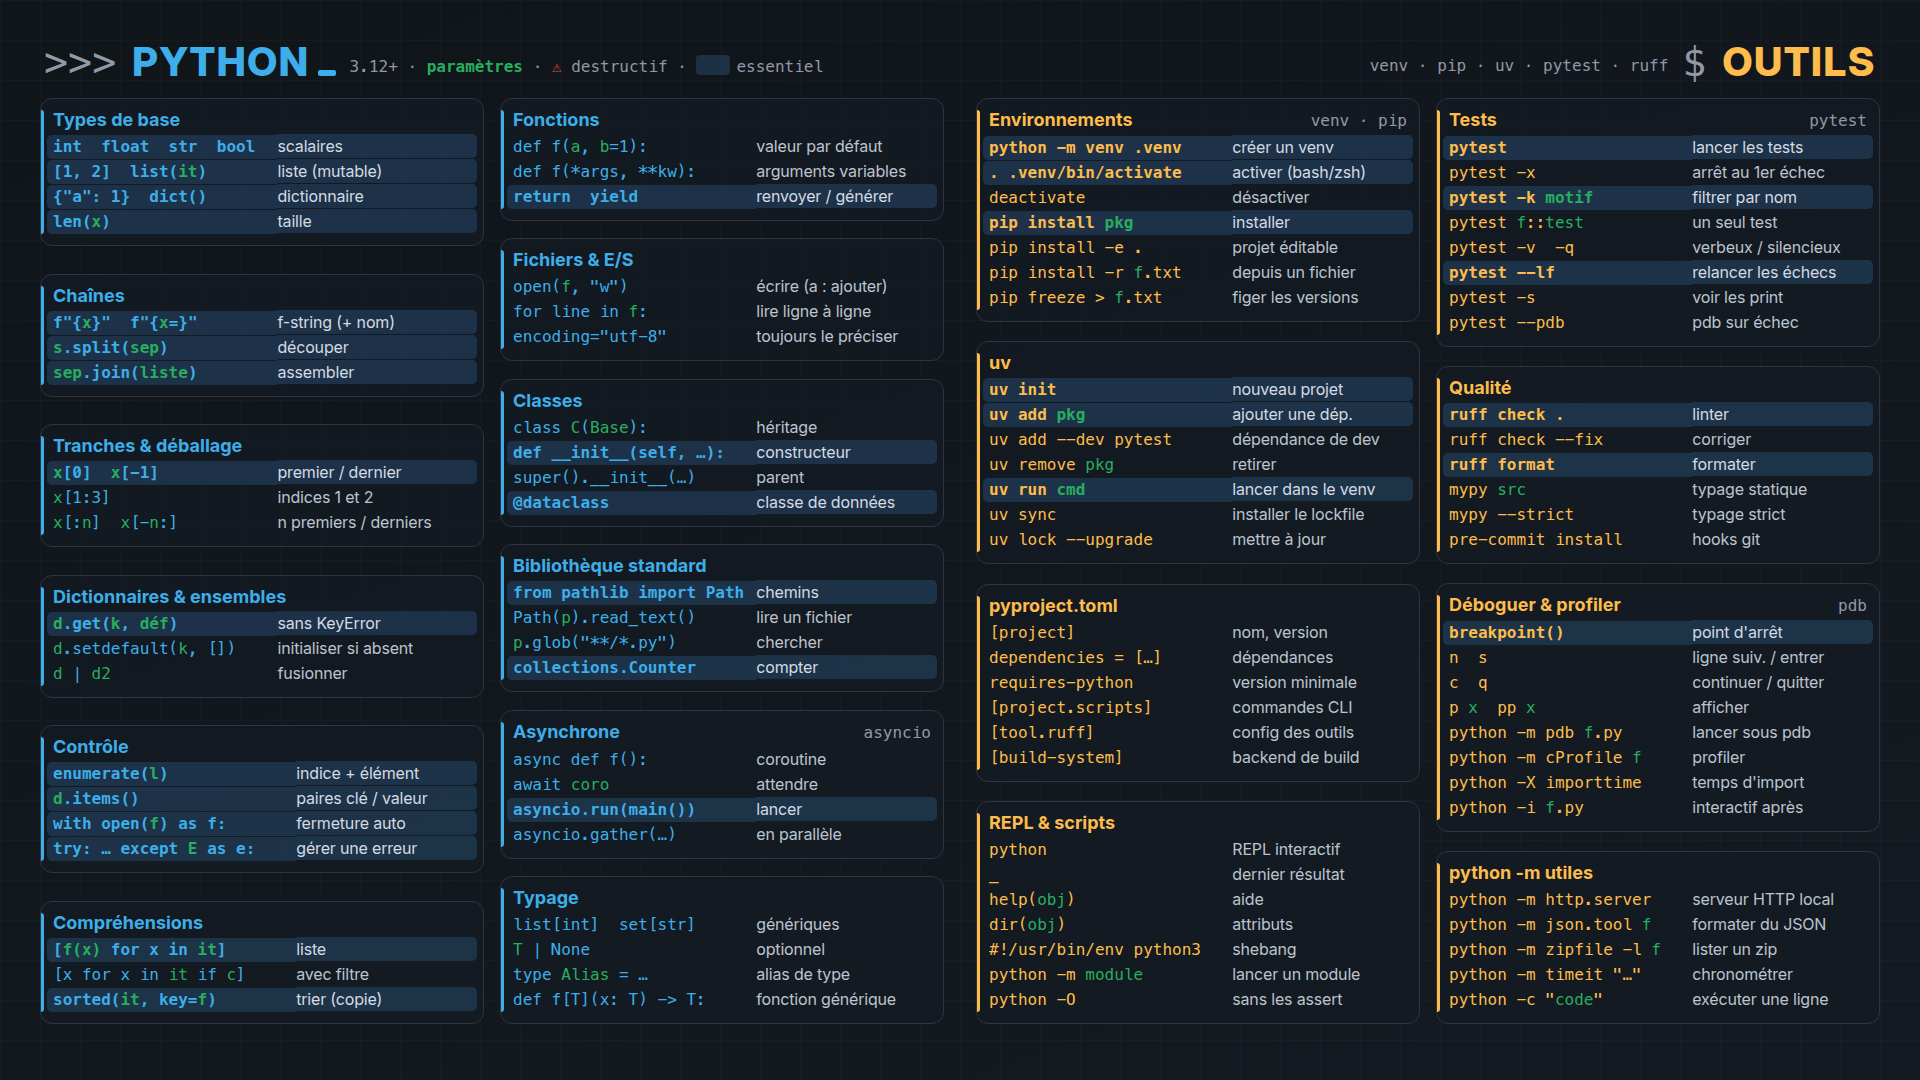 >>> PYTHON_ 3.12+ · paramètres · ⚠ destructif · essentiel
venv · pip · uv · pytest · ruff $ OUTILS
Types de base
int  float  str  bool scalaires
[1, 2]  list(it) liste (mutable)
{"a": 1}  dict() dictionnaire
len(x) taille
Chaînes
f"{x}"  f"{x=}" f-string (+ nom)
s.split(sep) découper
sep.join(liste) assembler
Tranches & déballage
x[0]  x[-1] premier / dernier
x[1:3] indices 1 et 2
x[:n]  x[-n:] n premiers / derniers
Dictionnaires & ensembles
d.get(k, déf) sans KeyError
d.setdefault(k, []) initialiser si absent
d | d2 fusionner
Contrôle
enumerate(l) indice + élément
d.items() paires clé / valeur
with open(f) as f: fermeture auto
try: … except E as e: gérer une erreur
Compréhensions
[f(x) for x in it] liste
[x for x in it if c] avec filtre
sorted(it, key=f) trier (copie)
Fonctions
def f(a, b=1): valeur par défaut
def f(*args, **kw): arguments variables
return  yield renvoyer / générer
Fichiers & E/S
open(f, "w") écrire (a : ajouter)
for line in f: lire ligne à ligne
encoding="utf-8" toujours le préciser
Classes
class C(Base): héritage
def __init__(self, …): constructeur
super().__init__(…) parent
@dataclass classe de données
Bibliothèque standard
from pathlib import Path chemins
Path(p).read_text() lire un fichier
p.glob("**/*.py") chercher
collections.Counter compter
Asynchrone asyncio
async def f(): coroutine
await coro attendre
asyncio.run(main()) lancer
asyncio.gather(…) en parallèle
Typage
list[int]  set[str] génériques
T | None optionnel
type Alias = … alias de type
def f[T](x: T) -> T: fonction générique
Environnements venv · pip
python -m venv .venv créer un venv
. .venv/bin/activate activer (bash/zsh)
deactivate désactiver
pip install pkg installer
pip install -e . projet éditable
pip install -r f.txt depuis un fichier
pip freeze > f.txt figer les versions
uv
uv init nouveau projet
uv add pkg ajouter une dép.
uv add --dev pytest dépendance de dev
uv remove pkg retirer
uv run cmd lancer dans le venv
uv sync installer le lockfile
uv lock --upgrade mettre à jour
pyproject.toml
[project] nom, version
dependencies = […] dépendances
requires-python version minimale
[project.scripts] commandes CLI
[tool.ruff] config des outils
[build-system] backend de build
REPL & scripts
python REPL interactif
_ dernier résultat
help(obj) aide
dir(obj) attributs
#!/usr/bin/env python3 shebang
python -m module lancer un module
python -O sans les assert
Tests pytest
pytest lancer les tests
pytest -x arrêt au 1er échec
pytest -k motif filtrer par nom
pytest f::test un seul test
pytest -v  -q verbeux / silencieux
pytest --lf relancer les échecs
pytest -s voir les print
pytest --pdb pdb sur échec
Qualité
ruff check . linter
ruff check --fix corriger
ruff format formater
mypy src typage statique
mypy --strict typage strict
pre-commit install hooks git
Déboguer & profiler pdb
breakpoint() point d'arrêt
n  s ligne suiv. / entrer
c  q continuer / quitter
p x  pp x afficher
python -m pdb f.py lancer sous pdb
python -m cProfile f profiler
python -X importtime temps d'import
python -i f.py interactif après
python -m utiles
python -m http.server serveur HTTP local
python -m json.tool f formater du JSON
python -m zipfile -l f lister un zip
python -m timeit "…" chronométrer
python -c "code" exécuter une ligne